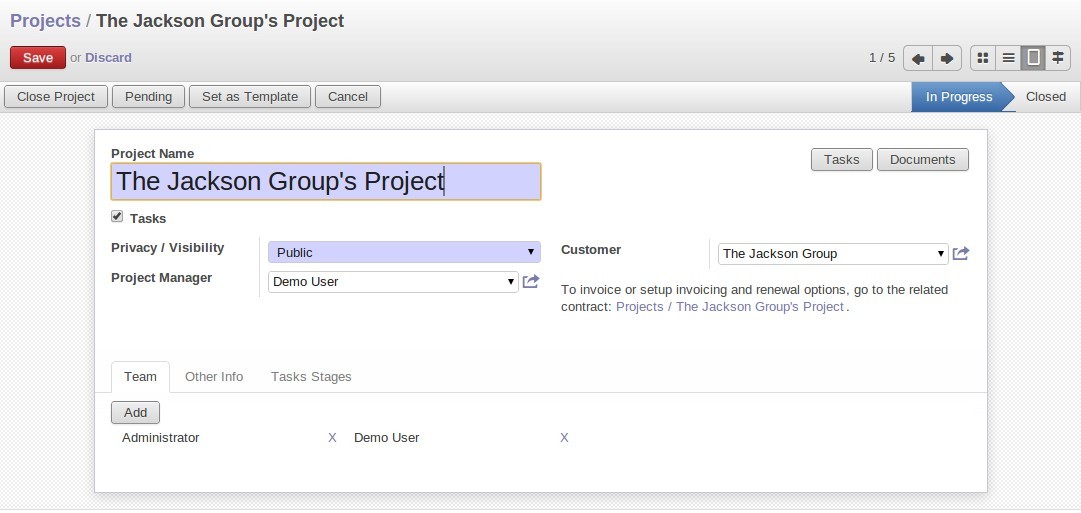 Projects / The Jackson Group's Project
Save or Discard
1 / 5
Close Project Pending Set as Template Cancel
In Progress Closed
Project Name
The Jackson Group's Project
Tasks Documents
Tasks
Privacy / Visibility Public
Customer The Jackson Group
Project Manager Demo User
To invoice or setup invoicing and renewal options, go to the related
contract: Projects / The Jackson Group's Project .
Team Other Info Tasks Stages
Add
Administrator X Demo User X